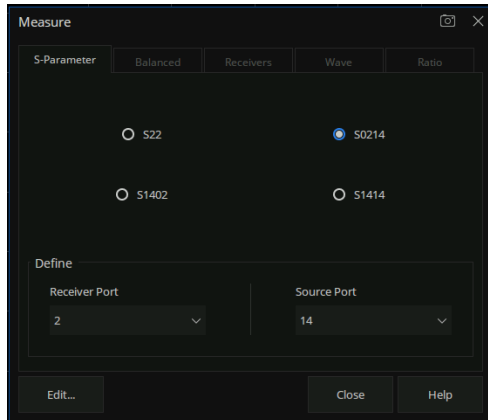 Measure
S-Parameter Balanced Receivers Wave Ratio
S22 S0214
S1402 S1414
Define
Receiver Port Source Port
2 14
Edit... Close Help